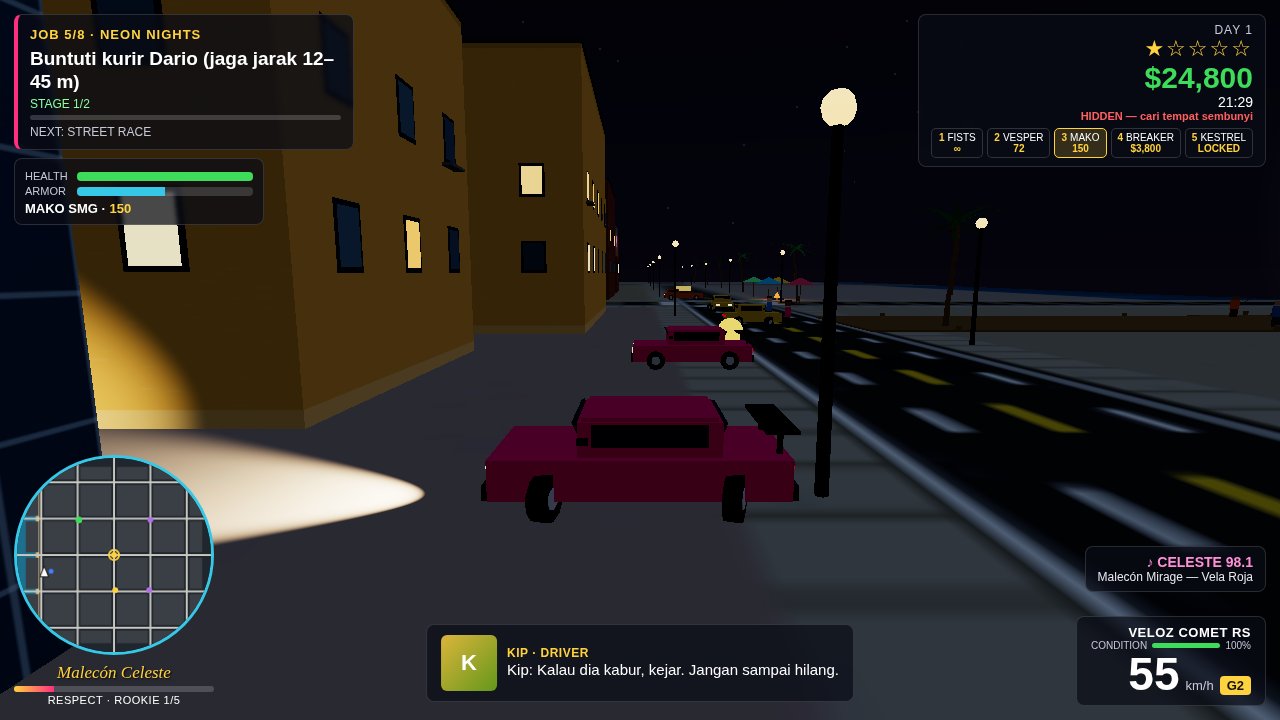 JOB 5/8 · NEON NIGHTS
Buntuti kurir Dario (jaga jarak 12–
45 m)
STAGE 1/2
NEXT: STREET RACE
HEALTH
ARMOR
MAKO SMG · 150
DAY 1
★☆☆☆☆
$24,800
21:29
HIDDEN — cari tempat sembunyi
1 FISTS 2 VESPER 3 MAKO 4 BREAKER 5 KESTREL
∞ 72 150 $3,800 LOCKED
♪ CELESTE 98.1
Malecón Mirage — Vela Roja
VELOZ COMET RS
CONDITION 100%
55 km/h G2
K
KIP · DRIVER
Kip: Kalau dia kabur, kejar. Jangan sampai hilang.
Malecón Celeste
RESPECT · ROOKIE 1/5